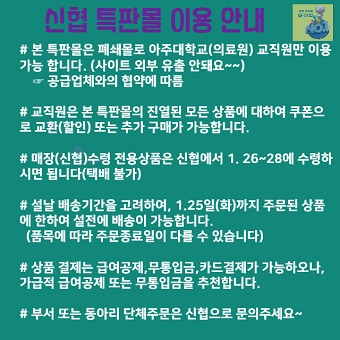 신협 특판몰 이용 안내
# 본 특판몰은 폐쇄몰로 아주대학교(의료원) 교직원만 이용
가능 합니다. (사이트 외부 유출 안돼요~~)
☞ 공급업체와의 협약에 따름
# 교직원은 본 특판몰의 진열된 모든 상품에 대하여 쿠폰으
로 교환(할인) 또는 추가 구매가 가능합니다.
# 매장(신협)수령 전용상품은 신협에서 1. 26~28에 수령하
시면 됩니다(택배 불가)
# 설날 배송기간을 고려하여, 1.25일(화)까지 주문된 상품
에 한하여 설전에 배송이 가능합니다.
(품목에 따라 주문종료일이 다를 수 있습니다)
# 상품 결제는 급여공제,무통입금,카드결제가 가능하오나,
가급적 급여공제 또는 무통입금을 추천합니다.
# 부서 또는 동아리 단체주문은 신협으로 문의주세요~